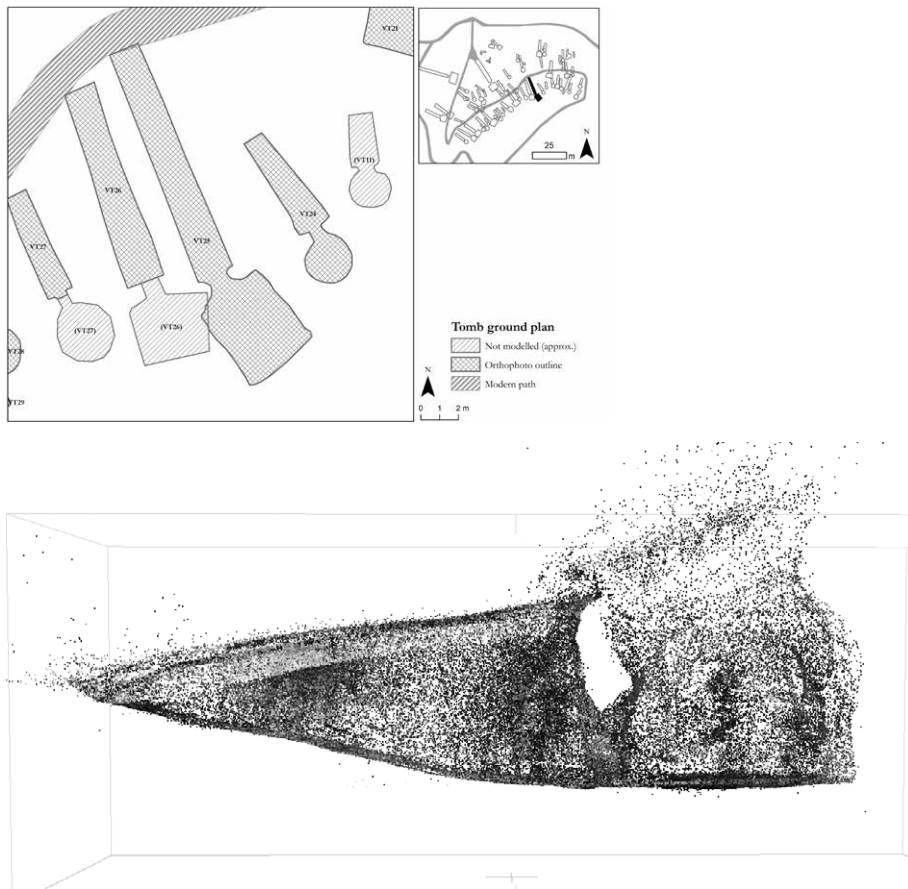 VT21
(VT11)
VT26
VT24
VT25
VT27
(VT27)
(VT26)
VT28
VT29
25
m
N
Tomb ground plan
Not modelled (approx.)
Orthophoto outline
Modern path
N
0 1 2 m